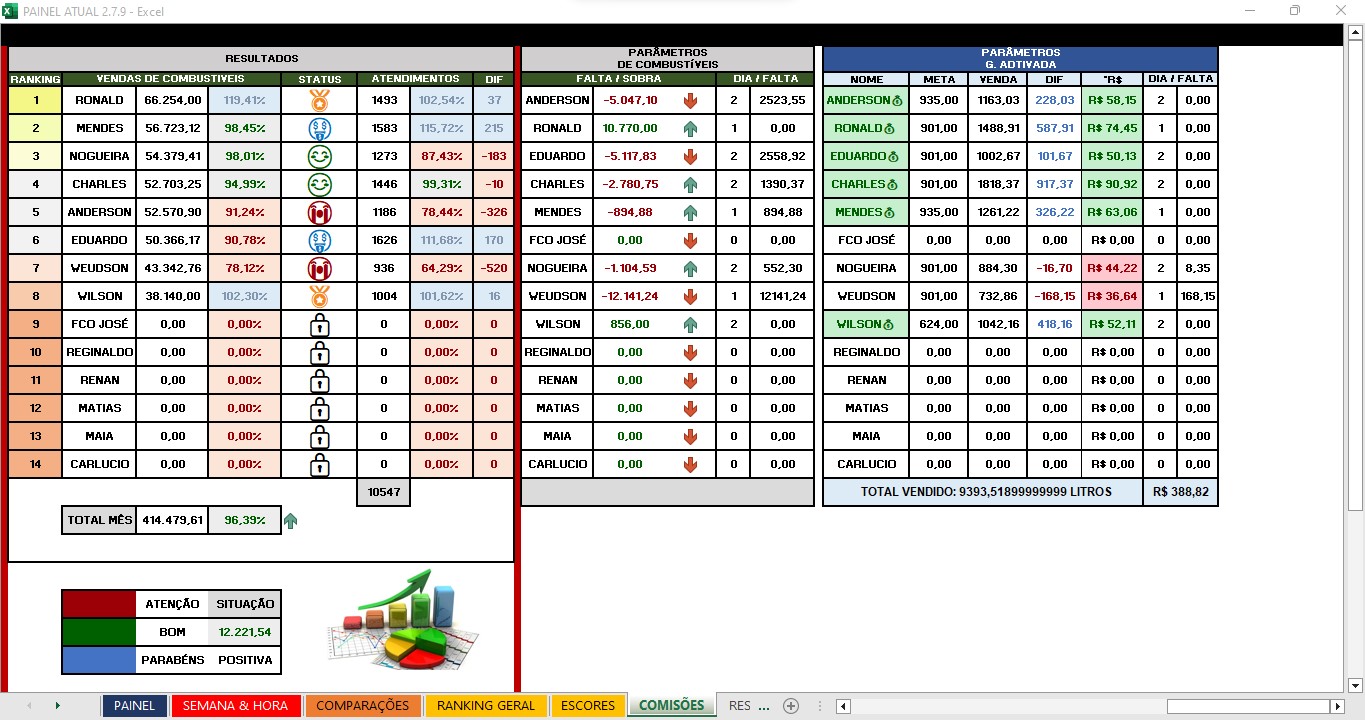 PAINEL ATUAL 2.7.9 - Excel
RESULTADOS
RANKING VENDAS DE COMBUSTIVEIS STATUS ATENDIMENTOS DIF
1 RONALD 66.254,00 119,41% 1493 102,54% 37
2 MENDES 56.723,12 98,45% 1583 115,72% 215
3 NOGUEIRA 54.379,41 98,01% 1273 87,43% -183
4 CHARLES 52.703,25 94,99% 1446 99,31% -10
5 ANDERSON 52.570,90 91,24% 1186 78,44% -326
6 EDUARDO 50.366,17 90,78% 1626 111,68% 170
7 WEUDSON 43.342,76 78,12% 936 64,29% -520
8 WILSON 38.140,00 102,30% 1004 101,62% 16
9 FCO JOSÉ 0,00 0,00% 0 0,00% 0
10 REGINALDO 0,00 0,00% 0 0,00% 0
11 RENAN 0,00 0,00% 0 0,00% 0
12 MATIAS 0,00 0,00% 0 0,00% 0
13 MAIA 0,00 0,00% 0 0,00% 0
14 CARLUCIO 0,00 0,00% 0 0,00% 0
10547
TOTAL MÊS 414.479,61 96,39%
ATENÇÃO SITUAÇÃO
BOM 12.221,54
PARABÉNS POSITIVA
PARÂMETROS
DE COMBUSTÍVEIS
FALTA / SOBRA DIA / FALTA
ANDERSON -5.047,10 2 2523,55
RONALD 10.770,00 1 0,00
EDUARDO -5.117,83 2 2558,92
CHARLES -2.780,75 2 1390,37
MENDES -894,88 1 894,88
FCO JOSÉ 0,00 0 0,00
NOGUEIRA -1.104,59 2 552,30
WEUDSON -12.141,24 1 12141,24
WILSON 856,00 2 0,00
REGINALDO 0,00 0 0,00
RENAN 0,00 0 0,00
MATIAS 0,00 0 0,00
MAIA 0,00 0 0,00
CARLUCIO 0,00 0 0,00
PARÂMETROS
G. ADTIVADA
NOME META VENDA DIF "R$ DIA / FALTA
ANDERSON 935,00 1163,03 228,03 R$ 58,15 2 0,00
RONALD 901,00 1488,91 587,91 R$ 74,45 1 0,00
EDUARDO 901,00 1002,67 101,67 R$ 50,13 2 0,00
CHARLES 901,00 1818,37 917,37 R$ 90,92 2 0,00
MENDES 935,00 1261,22 326,22 R$ 63,06 1 0,00
FCO JOSÉ 0,00 0,00 0,00 R$ 0,00 0 0,00
NOGUEIRA 901,00 884,30 -16,70 R$ 44,22 2 8,35
WEUDSON 901,00 732,86 -168,15 R$ 36,64 1 168,15
WILSON 624,00 1042,16 418,16 R$ 52,11 2 0,00
REGINALDO 0,00 0,00 0,00 R$ 0,00 0 0,00
RENAN 0,00 0,00 0,00 R$ 0,00 0 0,00
MATIAS 0,00 0,00 0,00 R$ 0,00 0 0,00
MAIA 0,00 0,00 0,00 R$ 0,00 0 0,00
CARLUCIO 0,00 0,00 0,00 R$ 0,00 0 0,00
TOTAL VENDIDO: 9393,51899999999 LITROS R$ 388,82
PAINEL SEMANA & HORA COMPARAÇÕES RANKING GERAL ESCORES COMISÕES RES ...